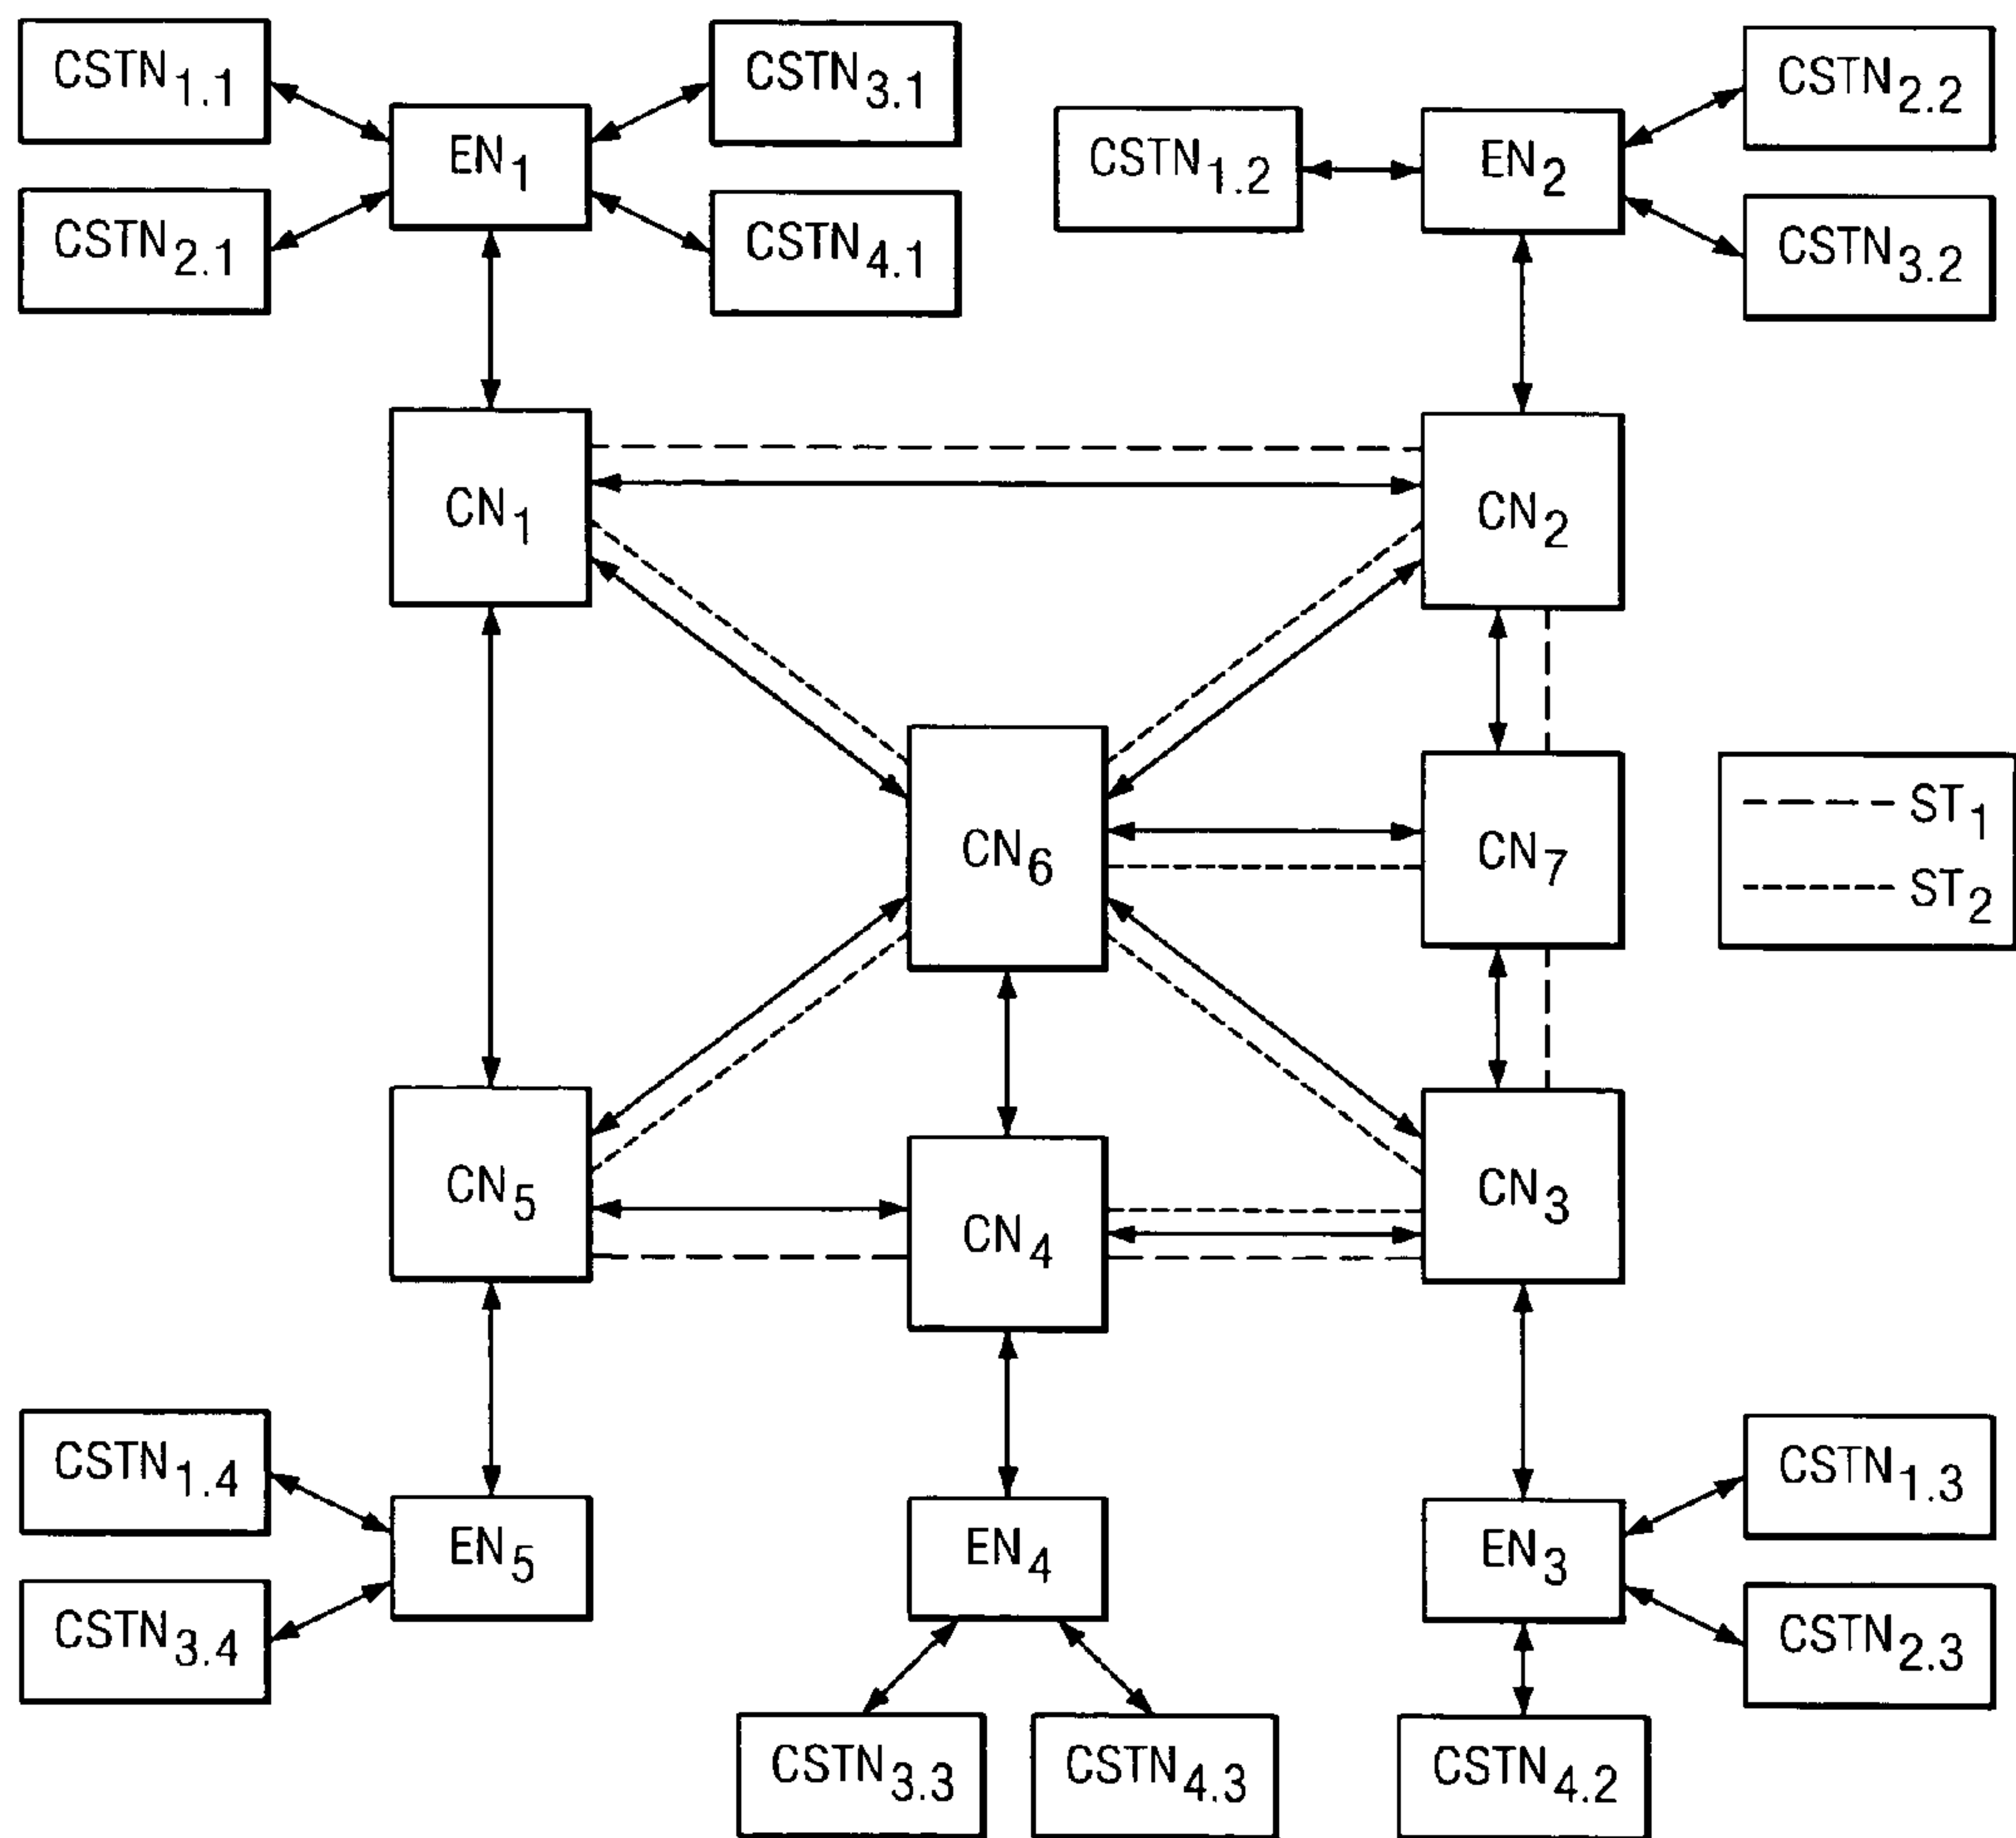 CSTN1.1
CSTN3.1
CSTN2.2
EN1
CSTN1.2
EN2
CSTN2.1
CSTN4.1
CSTN3.2
CN1
CN2
CN6
CN7
ST1
ST2
CN5
CN4
CN3
CSTN1.4
CSTN1.3
EN5
EN4
EN3
CSTN3.4
CSTN2.3
CSTN3.3
CSTN4.3
CSTN4.2